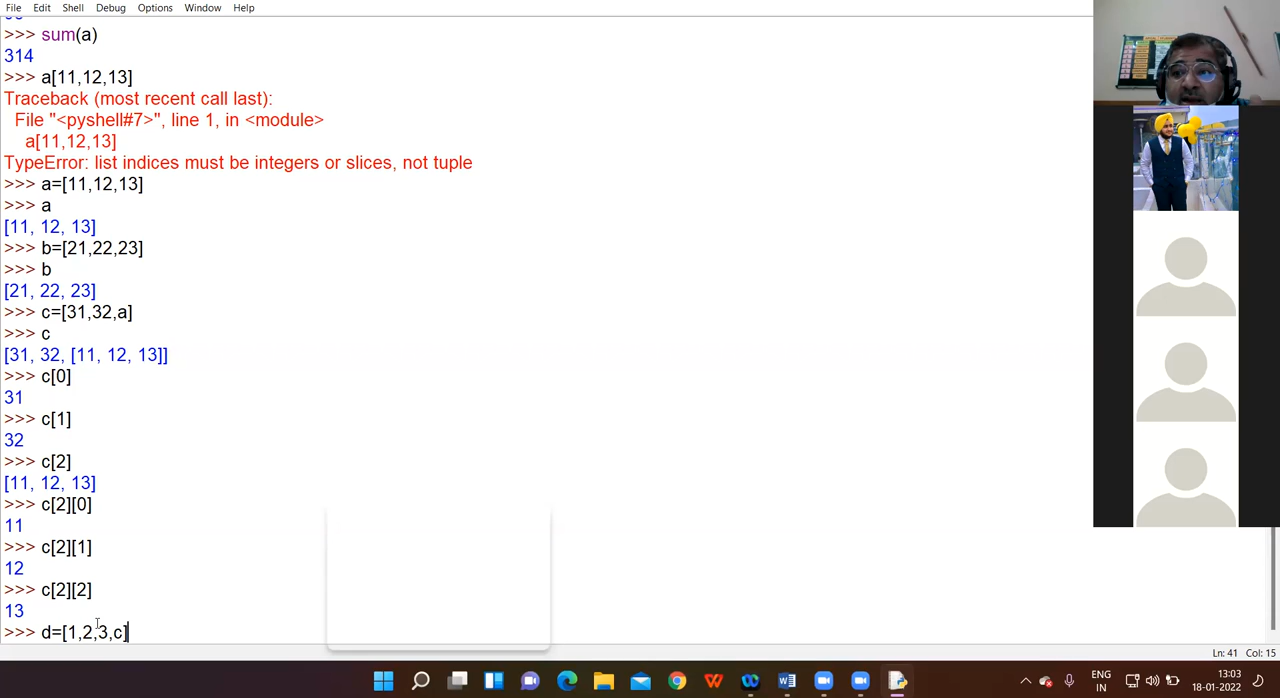 File Edit Shell Debug Options Window Help
>>> sum(a)
314
>>> a[11,12,13]
Traceback (most recent call last):
File "<pyshell#7>", line 1, in <module>
a[11,12,13]
TypeError: list indices must be integers or slices, not tuple
>>> a=[11,12,13]
>>> a
[11, 12, 13]
>>> b=[21,22,23]
>>> b
[21, 22, 23]
>>> c=[31,32,a]
>>> c
[31, 32, [11, 12, 13]]
>>> c[0]
31
>>> c[1]
32
>>> c[2]
[11, 12, 13]
>>> c[2][0]
11
>>> c[2][1]
12
>>> c[2][2]
13
>>> d=[1,2,3,c]
Ln: 41 Col: 15
ENG
IN
13:03
18-01-2022